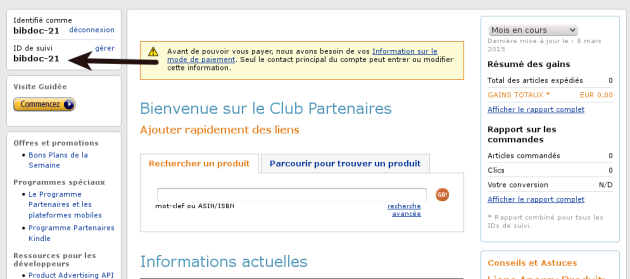 Identifié comme
bibdoc-21 déconnexion
ID de suivi gérer
bibdoc-21
Visite Guidée
Commencez
Offres et promotions
Bons Plans de la
Semaine
Programmes spéciaux
Le Programme
Partenaires et les
plateformes mobiles
Programme Partenaires
Kindle
Ressources pour les
développeurs
Product Advertising API
Avant de pouvoir vous payer, nous avons besoin de vos Information sur le
mode de paiement. Seul le contact principal du compte peut entrer ou modifier
cette information.
Bienvenue sur le Club Partenaires
Ajouter rapidement des liens
Rechercher un produit
Parcourir pour trouver un produit
GO!
mot-clef ou ASIN/ISBN
recherche
avancée
Informations actuelles
Mois en cours
Dernière mise à jour le : 8 mars
2015
Résumé des gains
Total des articles expédiés 0
GAINS TOTAUX * EUR 0,00
Afficher le rapport complet
Rapport sur les
commandes
Articles commandés 0
Clics 0
Votre conversion N/D
Afficher le rapport complet
* Rapport combiné pour tous les
IDs de suivi.
Conseils et Astuces